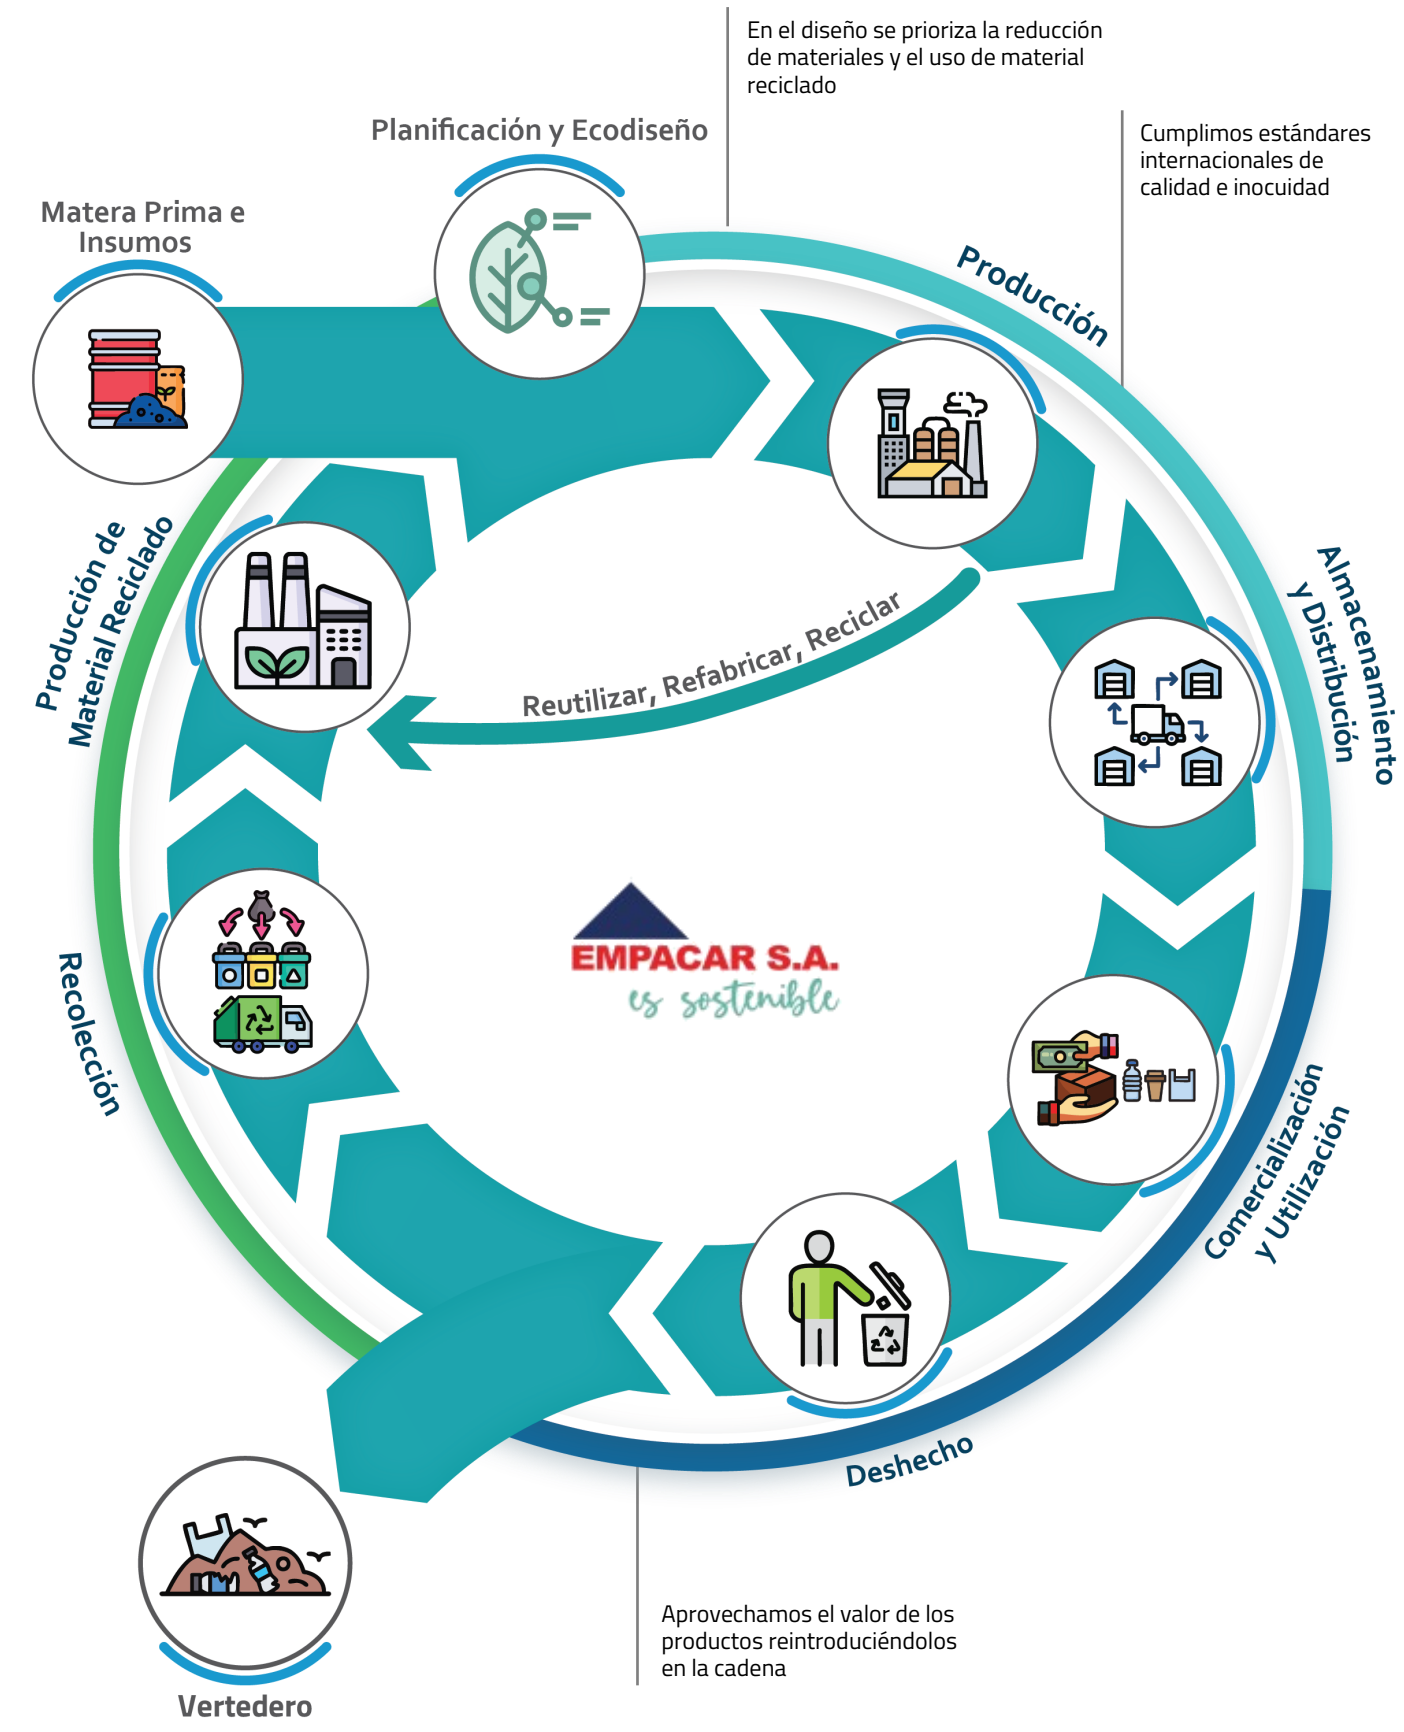 En el diseño se prioriza la reducción
de materiales y el uso de material
reciclado
Planificación y Ecodiseño
Cumplimos estándares
internacionales de
calidad e inocuidad
Matera Prima e
Insumos
Producción
Almacenamiento
y Distribución
Producción de
Material Reciclado
Reutilizar, Refabricar, Reciclar
EMPACAR S.A.
es sostenible
Recolección
Comercialización
y Utilización
Deshecho
Aprovechamos el valor de los
productos reintroduciéndolos
en la cadena
Vertedero